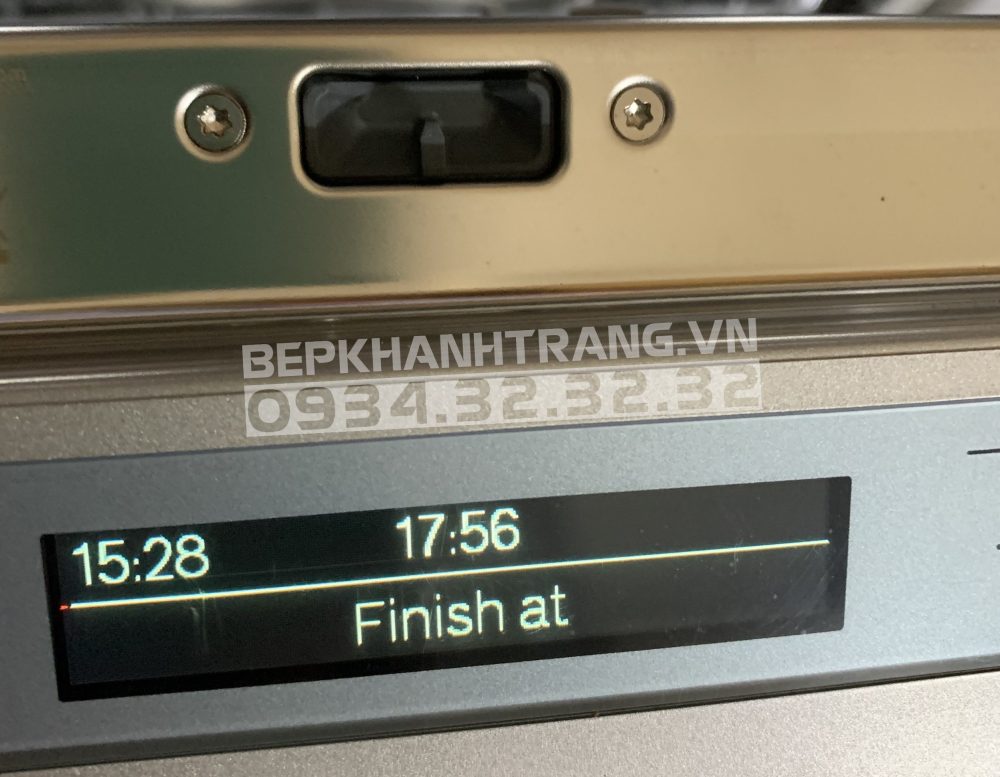 BEPKHANHTRANG.VN
0934.32.32.32
15:28 17:56
Finish at